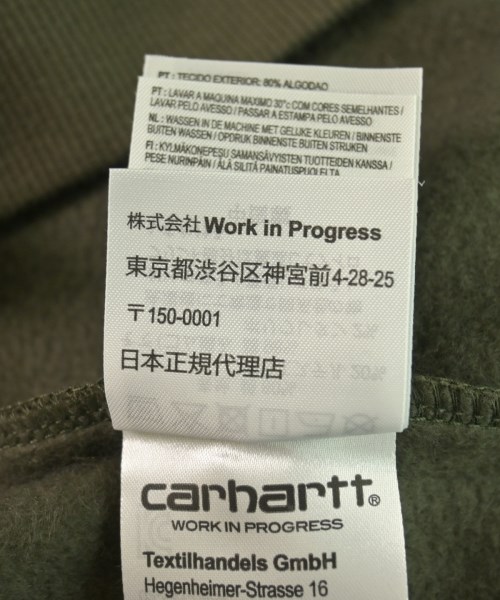 PT : TECIDO EXTERIOR: 80% ALGODAO
PT : LAVAR A MAQUINA MAXIMO 30°c COM CORES SEMELHANTES /
LAVAR PELO AVESSO / PASSAR A ESTAMPA PELO AVESSO
NL : WASSEN IN DE MACHINE MET GELIJKE KLEUREN / BINNENSTE
BUITEN WASSEN / OPDRUK BINNENSTE BUITEN STRIJKEN
FI : KYLMÄKONEPESU SAMANSÄVYISTEN TUOTTEIDEN KANSSA /
PESE NURINPÄIN / ÄLÄ SILITÄ PAINATUSPUOLELTA
株式会社Work in Progress
東京都渋谷区神宮前4-28-25
〒150-0001
日本正規代理店
carhartt®
WORK IN PROGRESS
Textilhandels GmbH
Hegenheimer-Strasse 16